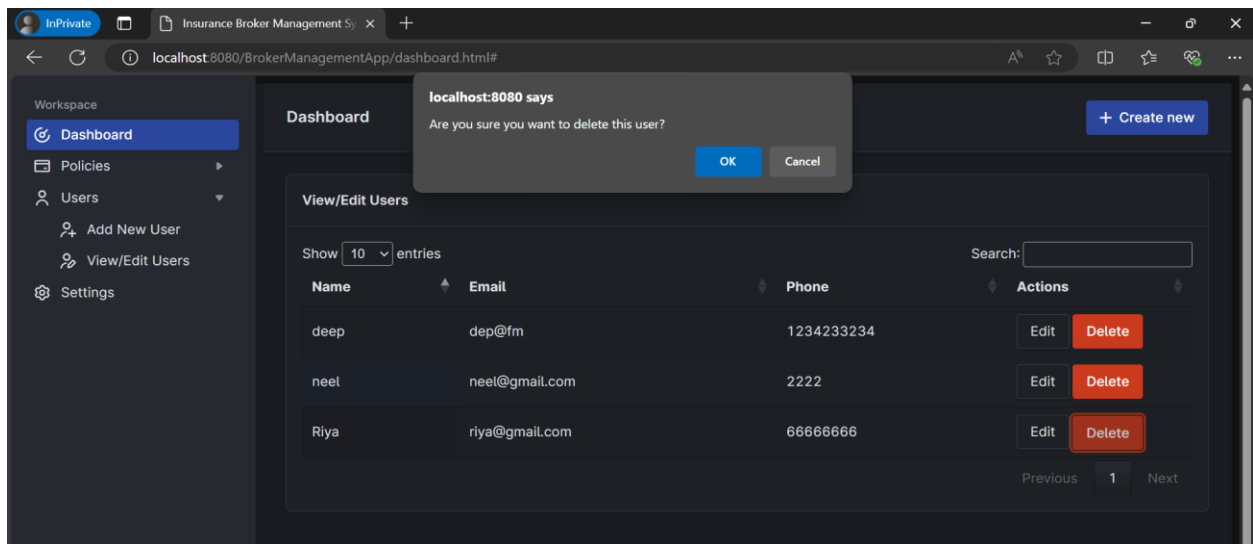 InPrivate
Insurance Broker Management Sy
localhost:8080/BrokerManagementApp/dashboard.html#
localhost:8080 says
Are you sure you want to delete this user?
OK Cancel
Workspace
Dashboard
Policies
Users
Add New User
View/Edit Users
Settings
Dashboard
+ Create new
View/Edit Users
Show 10 entries
Search:
Name Email Phone Actions
deep dep@fm 1234233234 Edit Delete
neel neel@gmail.com 2222 Edit Delete
Riya riya@gmail.com 66666666 Edit Delete
Previous 1 Next